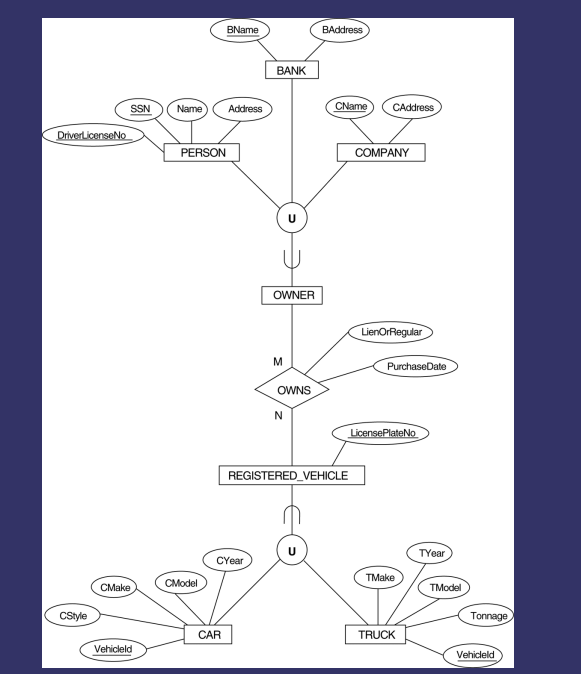 BName
BAddress
BANK
SSN
Name
Address
CName
CAddress
DriverLicenseNo
PERSON
COMPANY
U
OWNER
LienOrRegular
M
PurchaseDate
OWNS
N
LicensePlateNo
REGISTERED_VEHICLE
U
TYear
CYear
TMake
CModel
CMake
TModel
CStyle
Tonnage
CAR
TRUCK
VehicleId
VehicleId